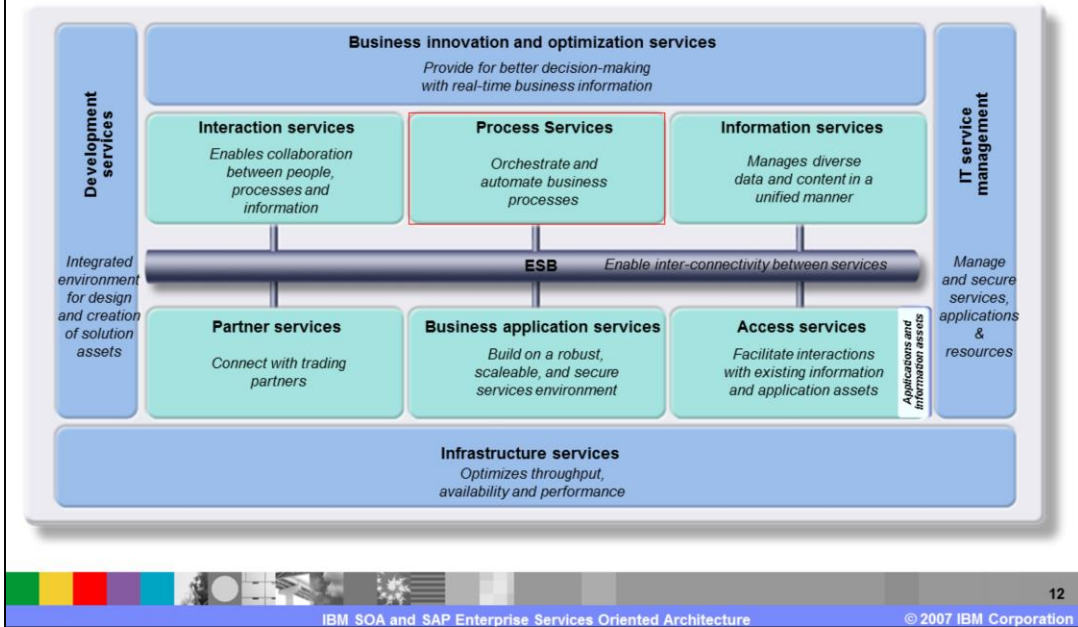 Business innovation and optimization services
Provide for better decision-making
with real-time business information
Development
services
Integrated
environment
for design
and creation
of solution
assets
Interaction services
Enables collaboration
between people,
processes and
information
Process Services
Orchestrate and
automate business
processes
Information services
Manages diverse
data and content in a
unified manner
IT service
management
Manage
and secure
services,
applications
&
resources
ESB
Enable inter-connectivity between services
Partner services
Connect with trading
partners
Business application services
Build on a robust,
scaleable, and secure
services environment
Access services
Facilitate interactions
with existing information
and application assets
Applications and
Information assets
Infrastructure services
Optimizes throughput,
availability and performance
12
IBM SOA and SAP Enterprise Services Oriented Architecture
© 2007 IBM Corporation